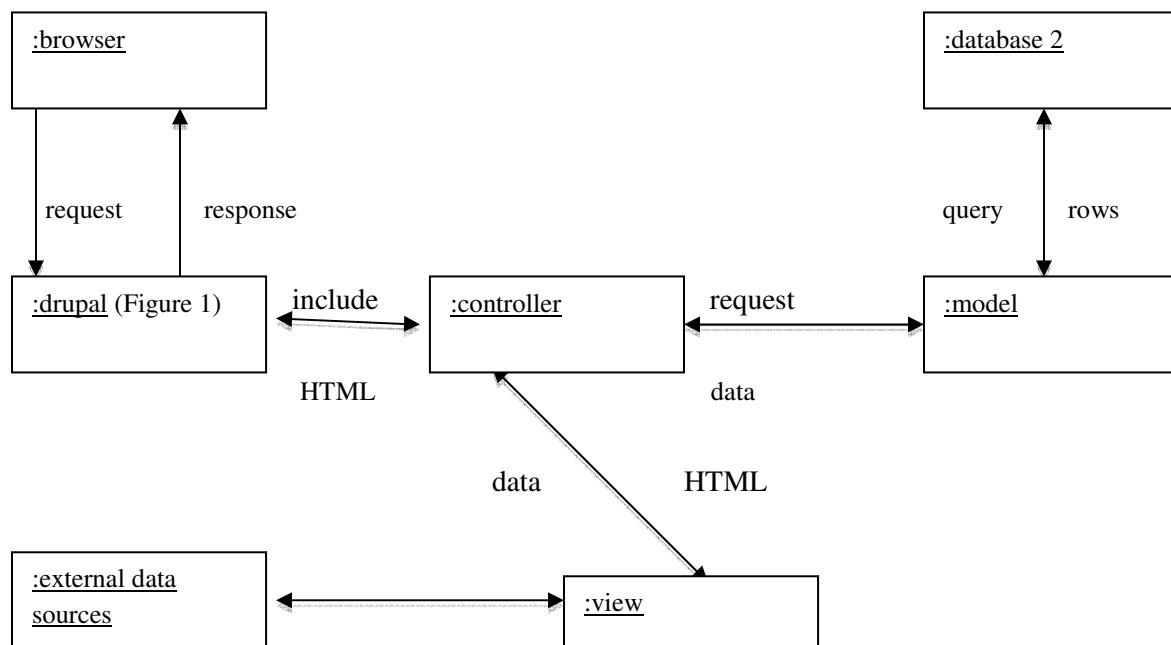 :browser
:database 2
request
response
query
rows
:drupal (Figure 1)
include
:controller
request
:model
HTML
data
data
HTML
:external data
sources
:view